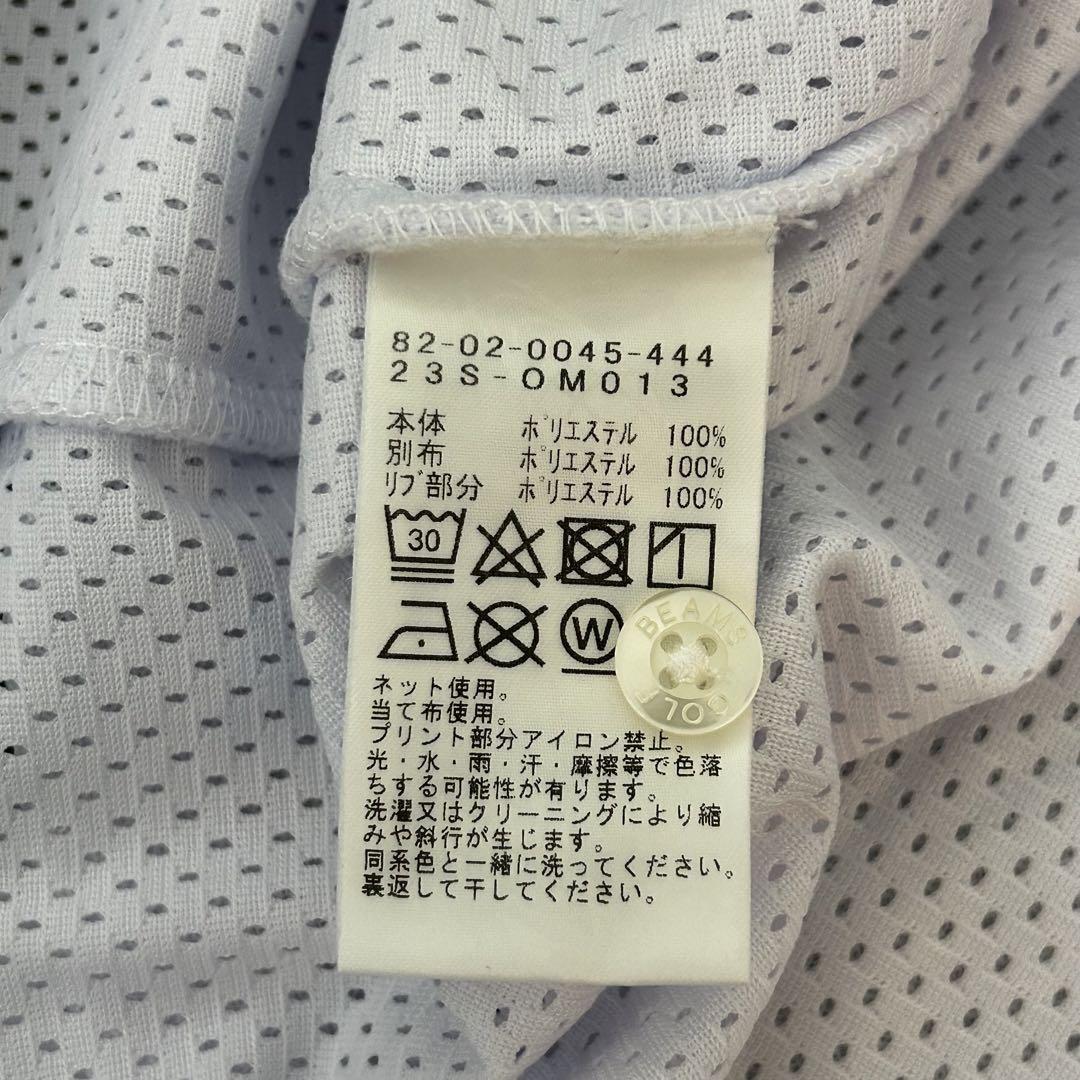 82-02-0045-444
23S-OM013
本体 ポリエステル 100%
別布 ポリエステル 100%
リブ部分 ポリエステル 100%
30
W
BEAMS
GOLF
ネット使用。
当て布使用。
プリント部分アイロン禁止。
光・水・雨・汗・摩擦等で色落
ちする可能性が有ります。
洗濯又はクリーニングにより縮
みや斜行が生じます。
同系色と一緒に洗ってください。
裏返して干してください。